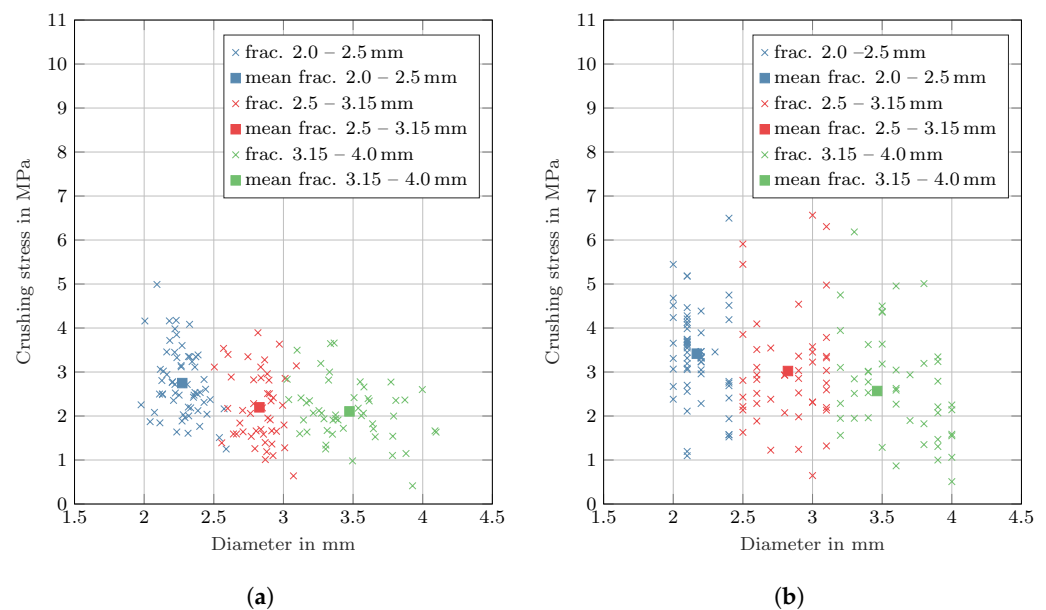 11
10
9
8
7
6
5
4
3
2
1
0
1.5 2 2.5 3 3.5 4 4.5
Crushing stress in MPa
Diameter in mm
frac. 2.0 – 2.5 mm
mean frac. 2.0 – 2.5 mm
frac. 2.5 – 3.15 mm
mean frac. 2.5 – 3.15 mm
frac. 3.15 – 4.0 mm
mean frac. 3.15 – 4.0 mm
(a)
11
10
9
8
7
6
5
4
3
2
1
0
1.5 2 2.5 3 3.5 4 4.5
Crushing stress in MPa
Diameter in mm
frac. 2.0 –2.5 mm
mean frac. 2.0 – 2.5 mm
frac. 2.5 – 3.15 mm
mean frac. 2.5 – 3.15 mm
frac. 3.15 – 4.0 mm
mean frac. 3.15 – 4.0 mm
(b)